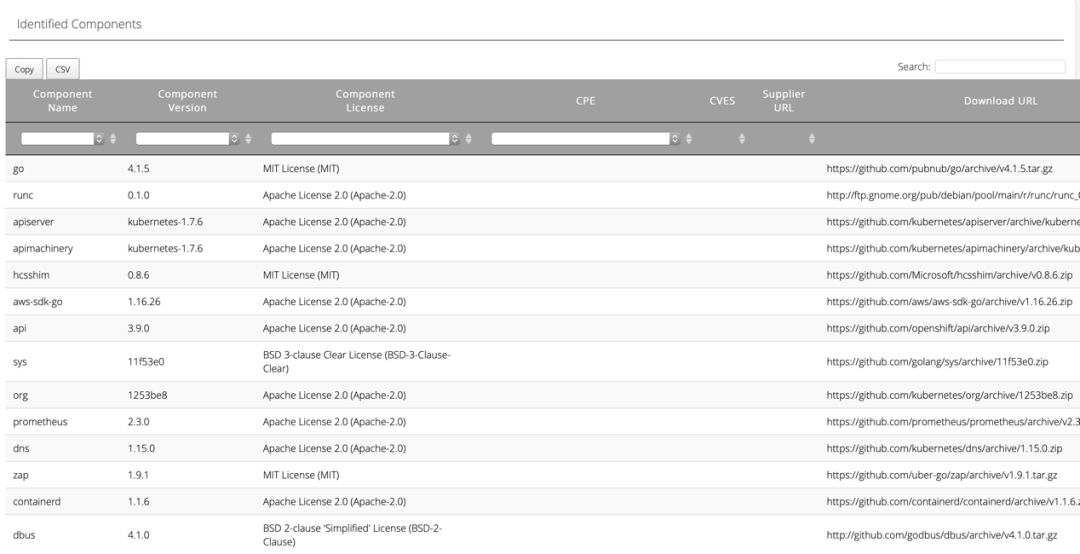 Identified Components
Copy CSV Search:
Component Name Component Version Component License CPE CVES Supplier URL Download URL
go 4.1.5 MIT License (MIT) https://github.com/pubnub/go/archive/v4.1.5.tar.gz
runc 0.1.0 Apache License 2.0 (Apache-2.0) http://ftp.gnome.org/pub/debian/pool/main/r/runc/runc_
apiserver kubernetes-1.7.6 Apache License 2.0 (Apache-2.0) https://github.com/kubernetes/apiserver/archive/kuberne
apimachinery kubernetes-1.7.6 Apache License 2.0 (Apache-2.0) https://github.com/kubernetes/apimachinery/archive/kub
hcsshim 0.8.6 MIT License (MIT) https://github.com/Microsoft/hcsshim/archive/v0.8.6.zip
aws-sdk-go 1.16.26 Apache License 2.0 (Apache-2.0) https://github.com/aws/aws-sdk-go/archive/v1.16.26.zip
api 3.9.0 Apache License 2.0 (Apache-2.0) https://github.com/openshift/api/archive/v3.9.0.zip
sys 11f53e0 BSD 3-clause Clear License (BSD-3-Clause-Clear) https://github.com/golang/sys/archive/11f53e0.zip
org 1253be8 Apache License 2.0 (Apache-2.0) https://github.com/kubernetes/org/archive/1253be8.zip
prometheus 2.3.0 Apache License 2.0 (Apache-2.0) https://github.com/prometheus/prometheus/archive/v2.3
dns 1.15.0 Apache License 2.0 (Apache-2.0) https://github.com/kubernetes/dns/archive/1.15.0.zip
zap 1.9.1 MIT License (MIT) https://github.com/uber-go/zap/archive/v1.9.1.tar.gz
containerd 1.1.6 Apache License 2.0 (Apache-2.0) https://github.com/containerd/containerd/archive/v1.1.6.z
dbus 4.1.0 BSD 2-clause 'Simplified' License (BSD-2-Clause) http://github.com/godbus/dbus/archive/v4.1.0.tar.gz